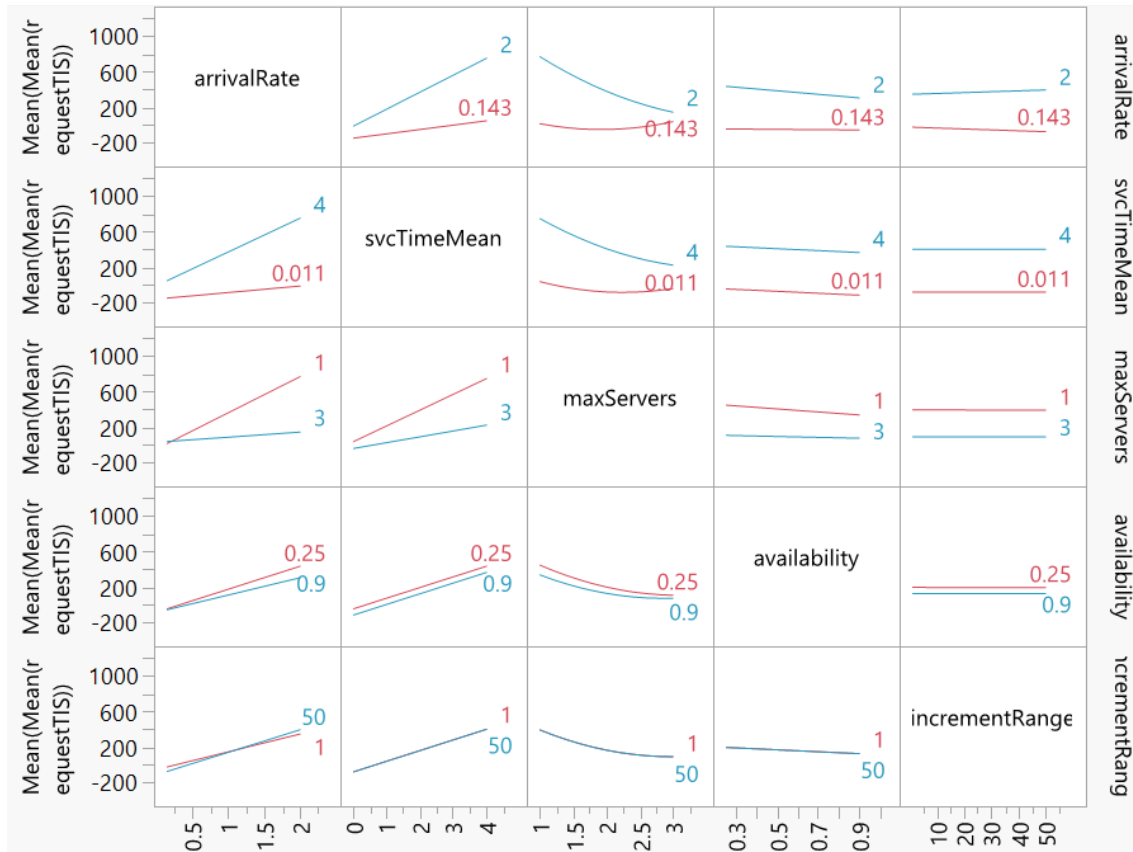 Mean(Mean(r
equestTIS))
1000
600
200
-200
arrivalRate
2
0.143
2
0.143
2
0.143
2
0.143
arrivalRate
Mean(Mean(r
equestTIS))
1000
600
200
-200
4
0.011
svcTimeMean
4
0.011
4
0.011
4
0.011
svcTimeMean
Mean(Mean(r
equestTIS))
1000
600
200
-200
1
3
1
3
maxServers
1
3
1
3
maxServers
Mean(Mean(r
equestTIS))
1000
600
200
-200
0.25
0.9
0.25
0.9
0.25
0.9
availability
0.25
0.9
availability
Mean(Mean(r
equestTIS))
1000
600
200
-200
50
1
1
50
1
50
1
50
incrementRange
ncrementRang
0.5 1 1.5 2 0 1 2 3 4 1 1.5 2 2.5 3 0.3 0.5 0.7 0.9 10 20 30 40 50